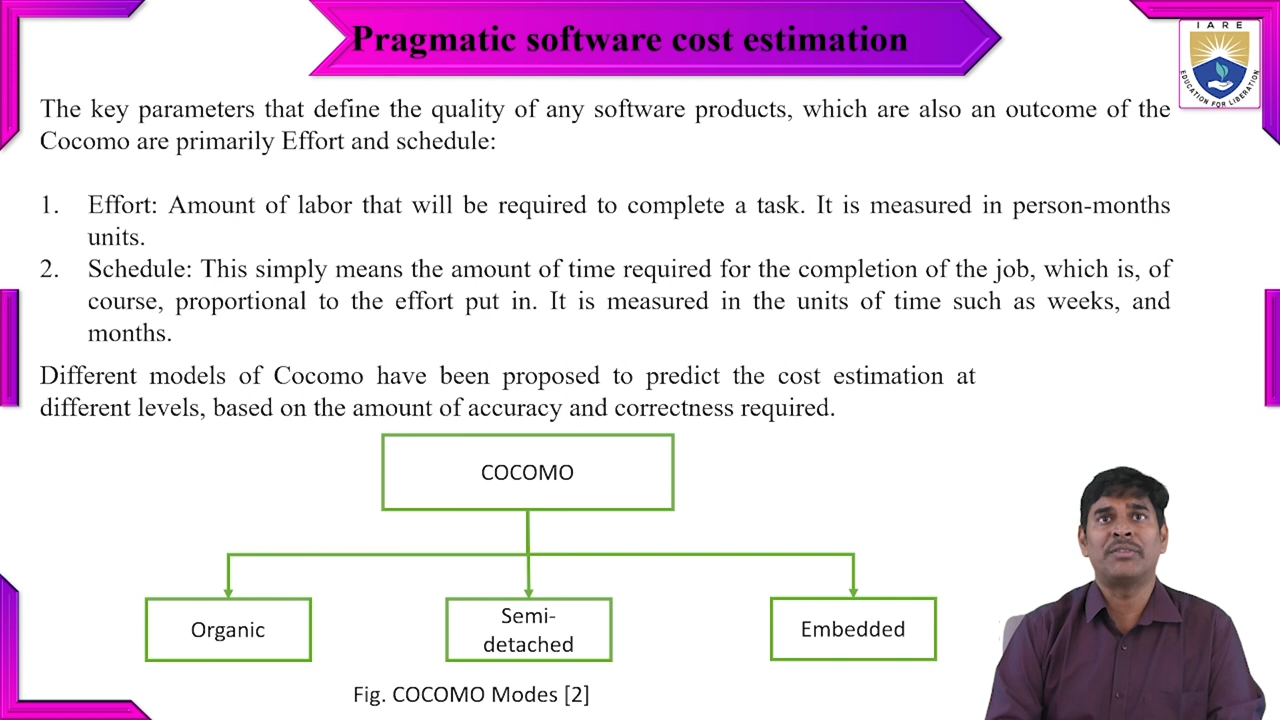 Pragmatic software cost estimation
I A R E
EDUCATION FOR LIBERATION
The key parameters that define the quality of any software products, which are also an outcome of the
Cocomo are primarily Effort and schedule:
1. Effort: Amount of labor that will be required to complete a task. It is measured in person-months
units.
2. Schedule: This simply means the amount of time required for the completion of the job, which is, of
course, proportional to the effort put in. It is measured in the units of time such as weeks, and
months.
Different models of Cocomo have been proposed to predict the cost estimation at
different levels, based on the amount of accuracy and correctness required.
COCOMO
Organic
Semi-
detached
Embedded
Fig. COCOMO Modes [2]